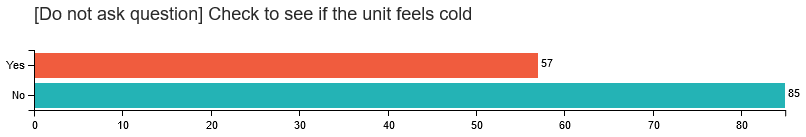 [Do not ask question] Check to see if the unit feels cold
Yes 57
No 85
0 10 20 30 40 50 60 70 80